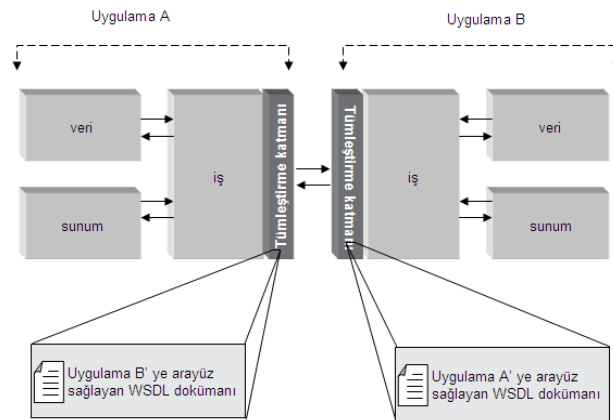 Uygulama A
Uygulama B
veri
sunum
iş
Tümleştirme katmanı
Tümleştirme katmanı
iş
veri
sunum
Uygulama B' ye arayüz
sağlayan WSDL dokümanı
Uygulama A' ye arayüz
sağlayan WSDL dokümanı